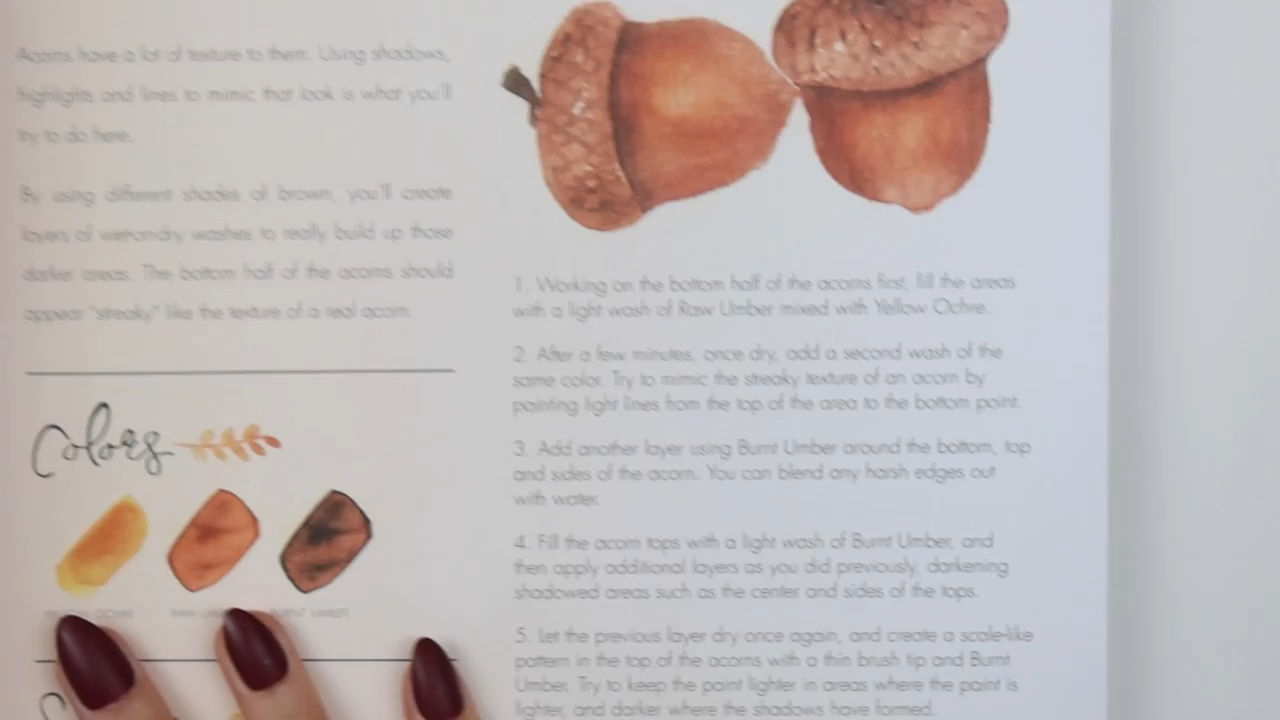 Acorns have a lot of texture to them. Using shadows,
highlights and lines to mimic that look is what you'll
try to do here.
By using different shades of brown, you'll create
layers of wet-on-dry washes to really build up those
darker areas. The bottom half of the acorns should
appear "streaky" like the texture of a real acorn.
Colors
OCHRE RAW BURNT UMBER
1. Working on the bottom half of the acorns first, fill the areas
with a light wash of Raw Umber mixed with Yellow Ochre.
2. After a few minutes, once dry, add a second wash of the
same color. Try to mimic the streaky texture of an acorn by
painting light lines from the top of the area to the bottom point.
3. Add another layer using Burnt Umber around the bottom, top
and sides of the acorn. You can blend any harsh edges out
with water.
4. Fill the acorn tops with a light wash of Burnt Umber, and
then apply additional layers as you did previously, darkening
shadowed areas such as the center and sides of the tops.
5. Let the previous layer dry once again, and create a scale-like
pattern in the top of the acorns with a thin brush tip and Burnt
Umber. Try to keep the paint lighter in areas where the paint is
lighter, and darker where the shadows have formed.